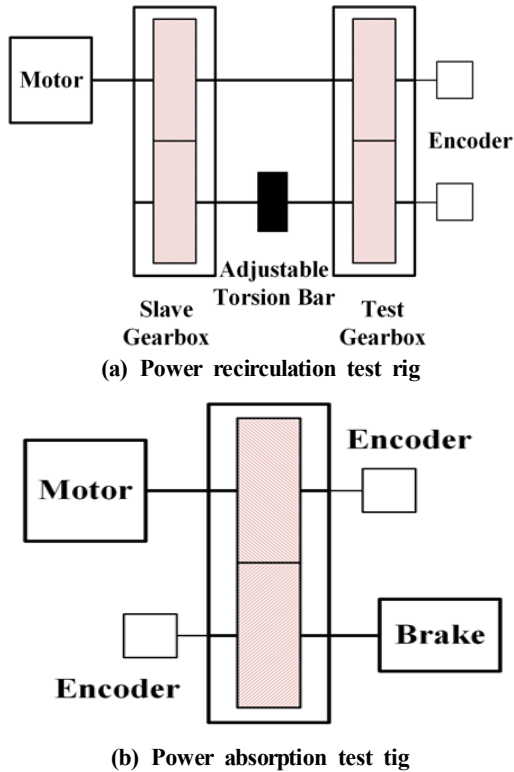 Motor
Encoder
Adjustable
Torsion Bar
Slave
Gearbox
Test
Gearbox
(a) Power recirculation test rig
Encoder
Motor
Brake
Encoder
(b) Power absorption test tig